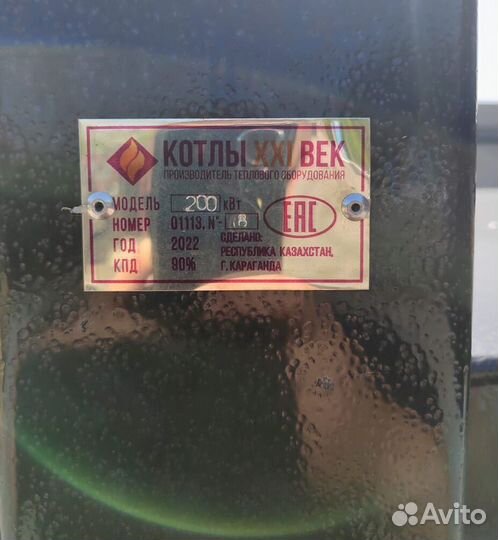 КОТЛЫ XXI ВЕК
ПРОИЗВОДИТЕЛЬ ТЕПЛОВОГО ОБОРУДОВАНИЯ
МОДЕЛЬ 200 кВт
НОМЕР 01113. №- 18
ГОД 2022
КПД 90%
СДЕЛАНО:
РЕСПУБЛИКА КАЗАХСТАН,
Г. КАРАГАНДА
ЕАС
Avito